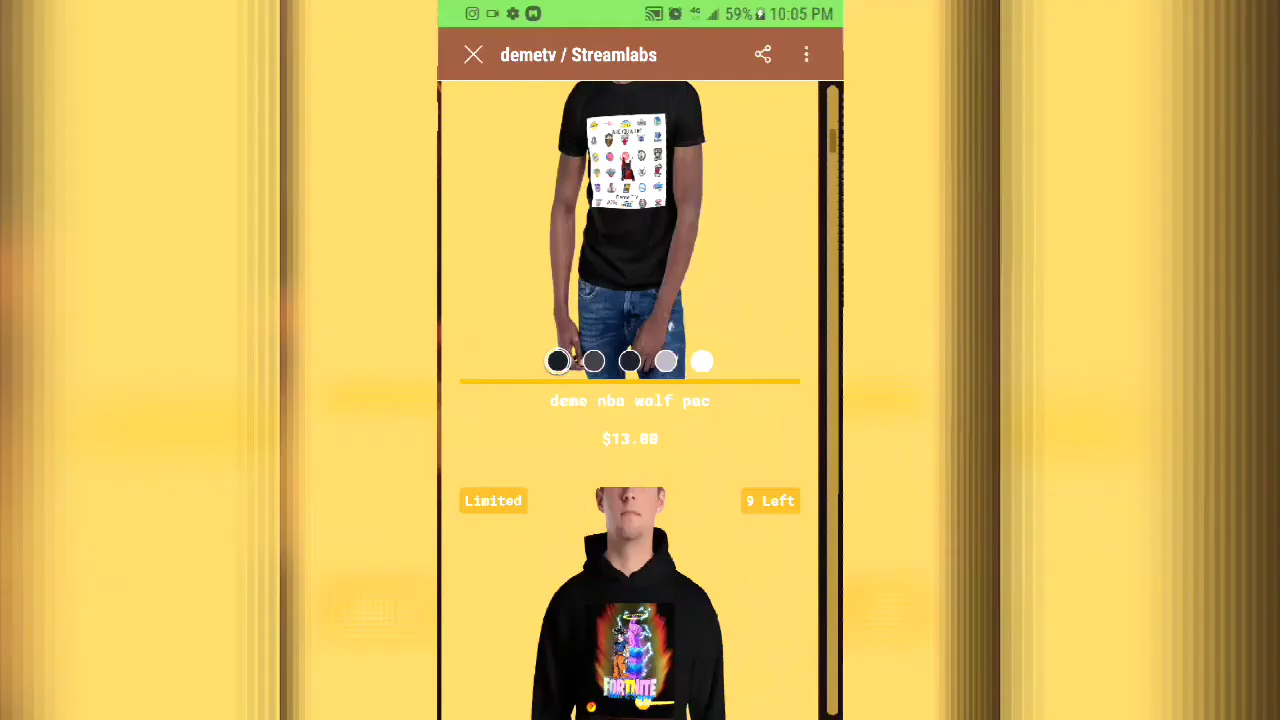 59% 10:05 PM
demetv / Streamlabs
deme nba wolf pac
$13.00
Limited
9 Left
FORTNITE